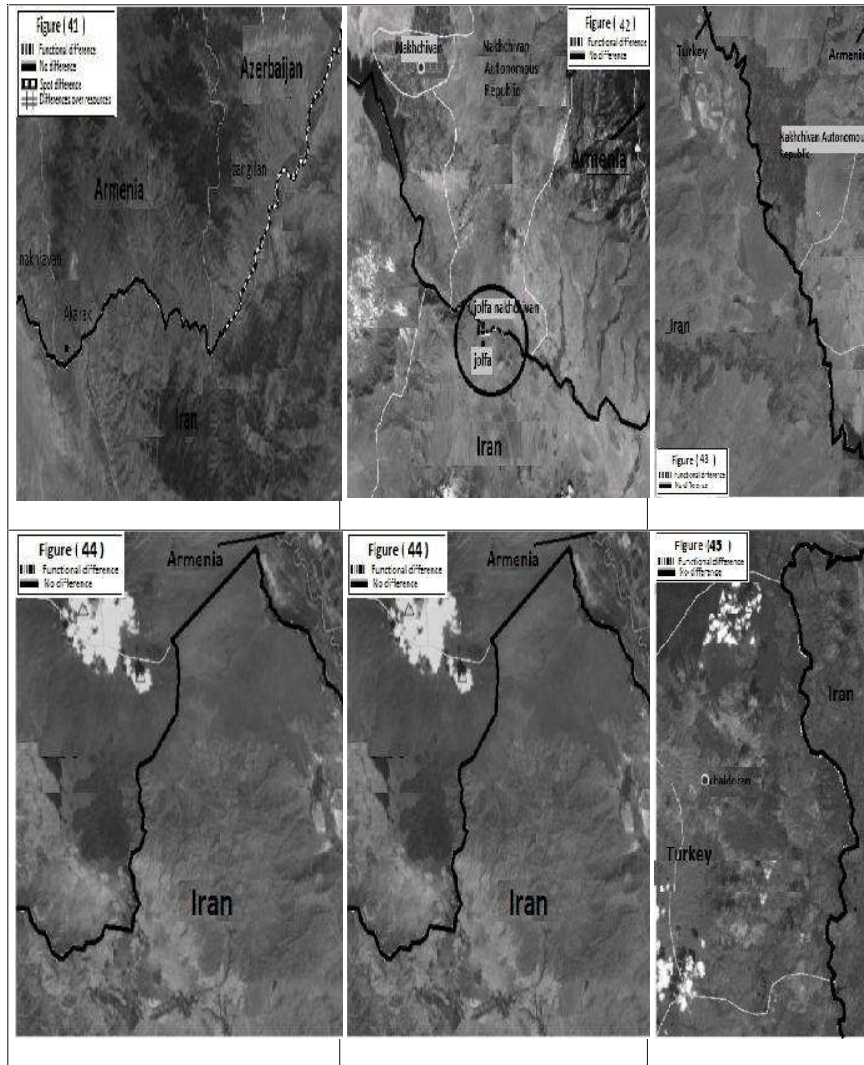 Figure ( 41 )
Functional difference
No difference
Spot difference
Differences over resources
Azerbaijan
zangilan
Armenia
nakhjavan
Iran
Figure ( 42 )
Functional difference
No difference
Nakhchivan
Nakhchivan
Autonomous
Republic
Armenia
jolfa nakhchivan
jolfa
Iran
Turkey
Armenia
Nakhchivan Autonomous
Republic
Iran
Figure ( 43 )
Functional difference
No difference
Figure ( 44 )
Functional difference
No difference
Armenia
Iran
Figure ( 44 )
Functional difference
No difference
Armenia
Iran
Figure (45 )
Functional difference
No difference
Iran
Chaldoran
Turkey